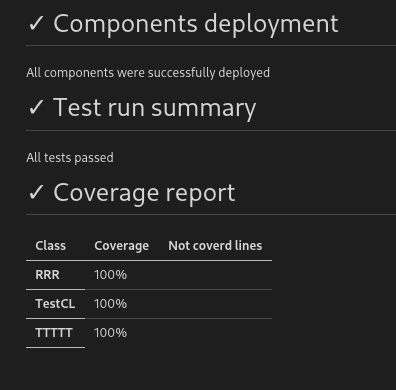 ✓ Components deployment
All components were successfully deployed
✓ Test run summary
All tests passed
✓ Coverage report
Class Coverage Not coverd lines
RRR 100%
TestCL 100%
TTTTT 100%